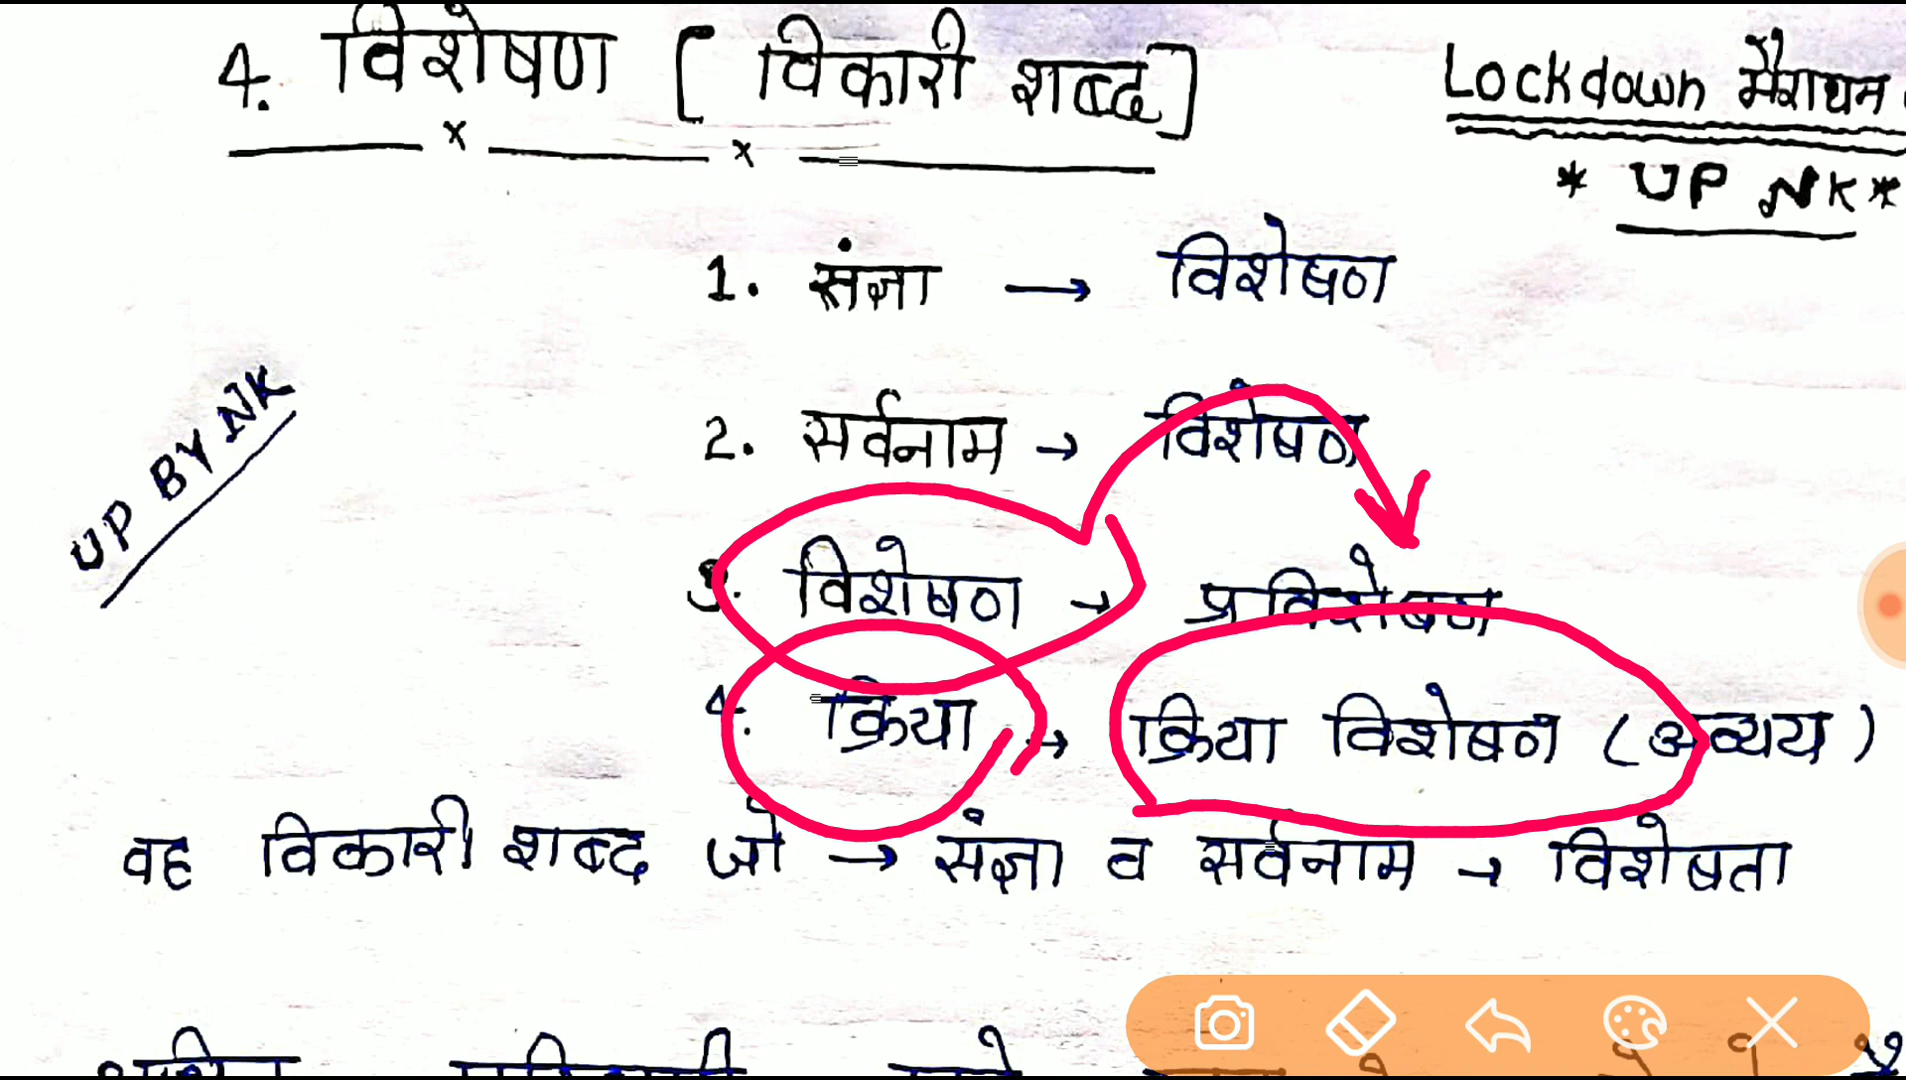 4. विशेषण [ विकारी शब्द ]
Lockdown मैराथन
* UP NK *
1. संज्ञा → विशेषण
2. सर्वनाम → विशेषण
UP BY NK
3. विशेषण → प्रविशेषण
4. क्रिया → क्रिया विशेषण (अव्यय)
वह विकारी शब्द जो → संज्ञा व सर्वनाम → विशेषता